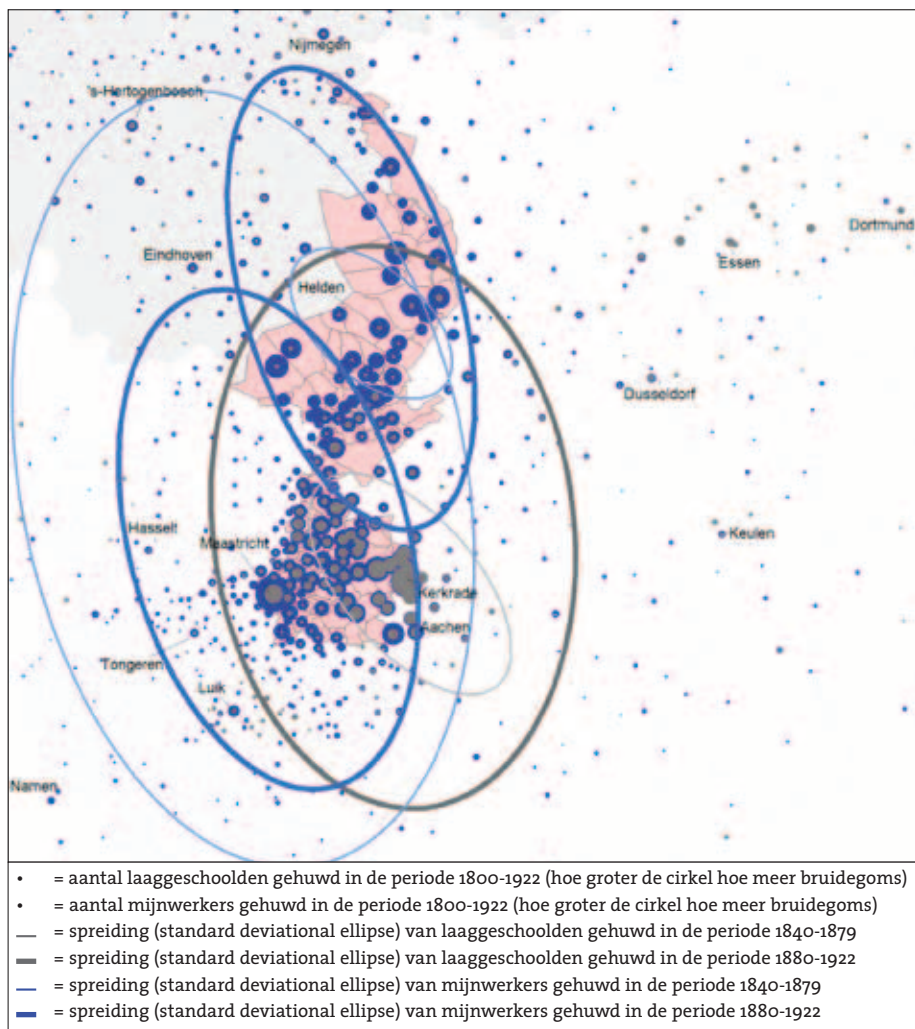 Nijmegen
's-Hertogenbosch
Dortmund
Eindhoven
Essen
Helden
Dusseldorf
Hasselt
Maastricht
Keulen
Kerkrade
Aachen
Tongeren
Luik
Namen
• = aantal laaggeschoolden gehuwd in de periode 1800-1922 (hoe groter de cirkel hoe meer bruidegoms)
• = aantal mijnwerkers gehuwd in de periode 1800-1922 (hoe groter de cirkel hoe meer bruidegoms)
= spreiding (standard deviational ellipse) van laaggeschoolden gehuwd in de periode 1840-1879
= spreiding (standard deviational ellipse) van laaggeschoolden gehuwd in de periode 1880-1922
= spreiding (standard deviational ellipse) van mijnwerkers gehuwd in de periode 1840-1879
= spreiding (standard deviational ellipse) van mijnwerkers gehuwd in de periode 1880-1922